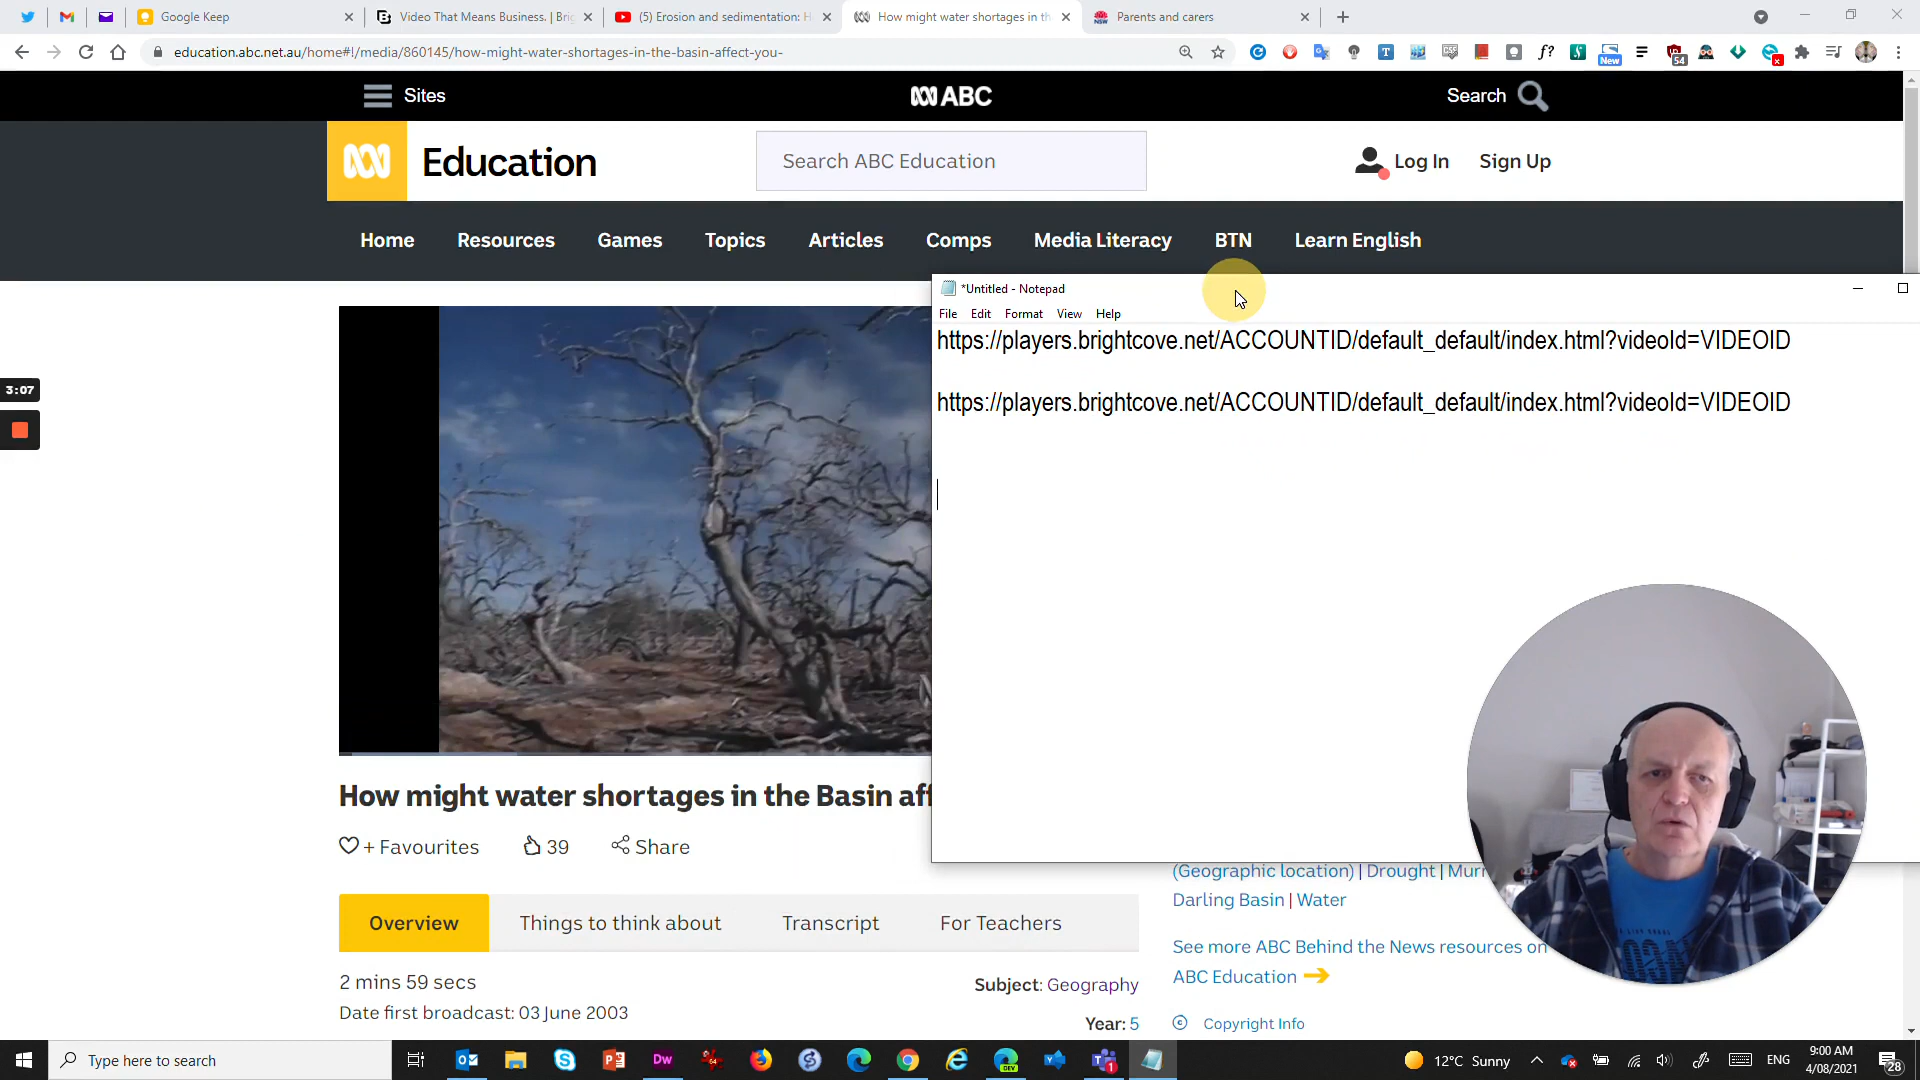 Google Keep
Video That Means Business. | Brig
(5) Erosion and sedimentation: H
How might water shortages in th
Parents and carers
education.abc.net.au/home#!/media/860145/how-might-water-shortages-in-the-basin-affect-you-
New
54
Sites
ABC
Search
Education
Search ABC Education
Log In
Sign Up
Home
Resources
Games
Topics
Articles
Comps
Media Literacy
BTN
Learn English
*Untitled - Notepad
File
Edit
Format
View
Help
https://players.brightcove.net/ACCOUNTID/default_default/index.html?videoId=VIDEOID
https://players.brightcove.net/ACCOUNTID/default_default/index.html?videoId=VIDEOID
3:07
How might water shortages in the Basin aff
+ Favourites
39
Share
Overview
Things to think about
Transcript
For Teachers
2 mins 59 secs
Date first broadcast: 03 June 2003
Subject: Geography
Year: 5
(Geographic location) | Drought | Murr
Darling Basin | Water
See more ABC Behind the News resources on
ABC Education
Copyright Info
Type here to search
12°C Sunny
ENG
9:00 AM
4/08/2021
28